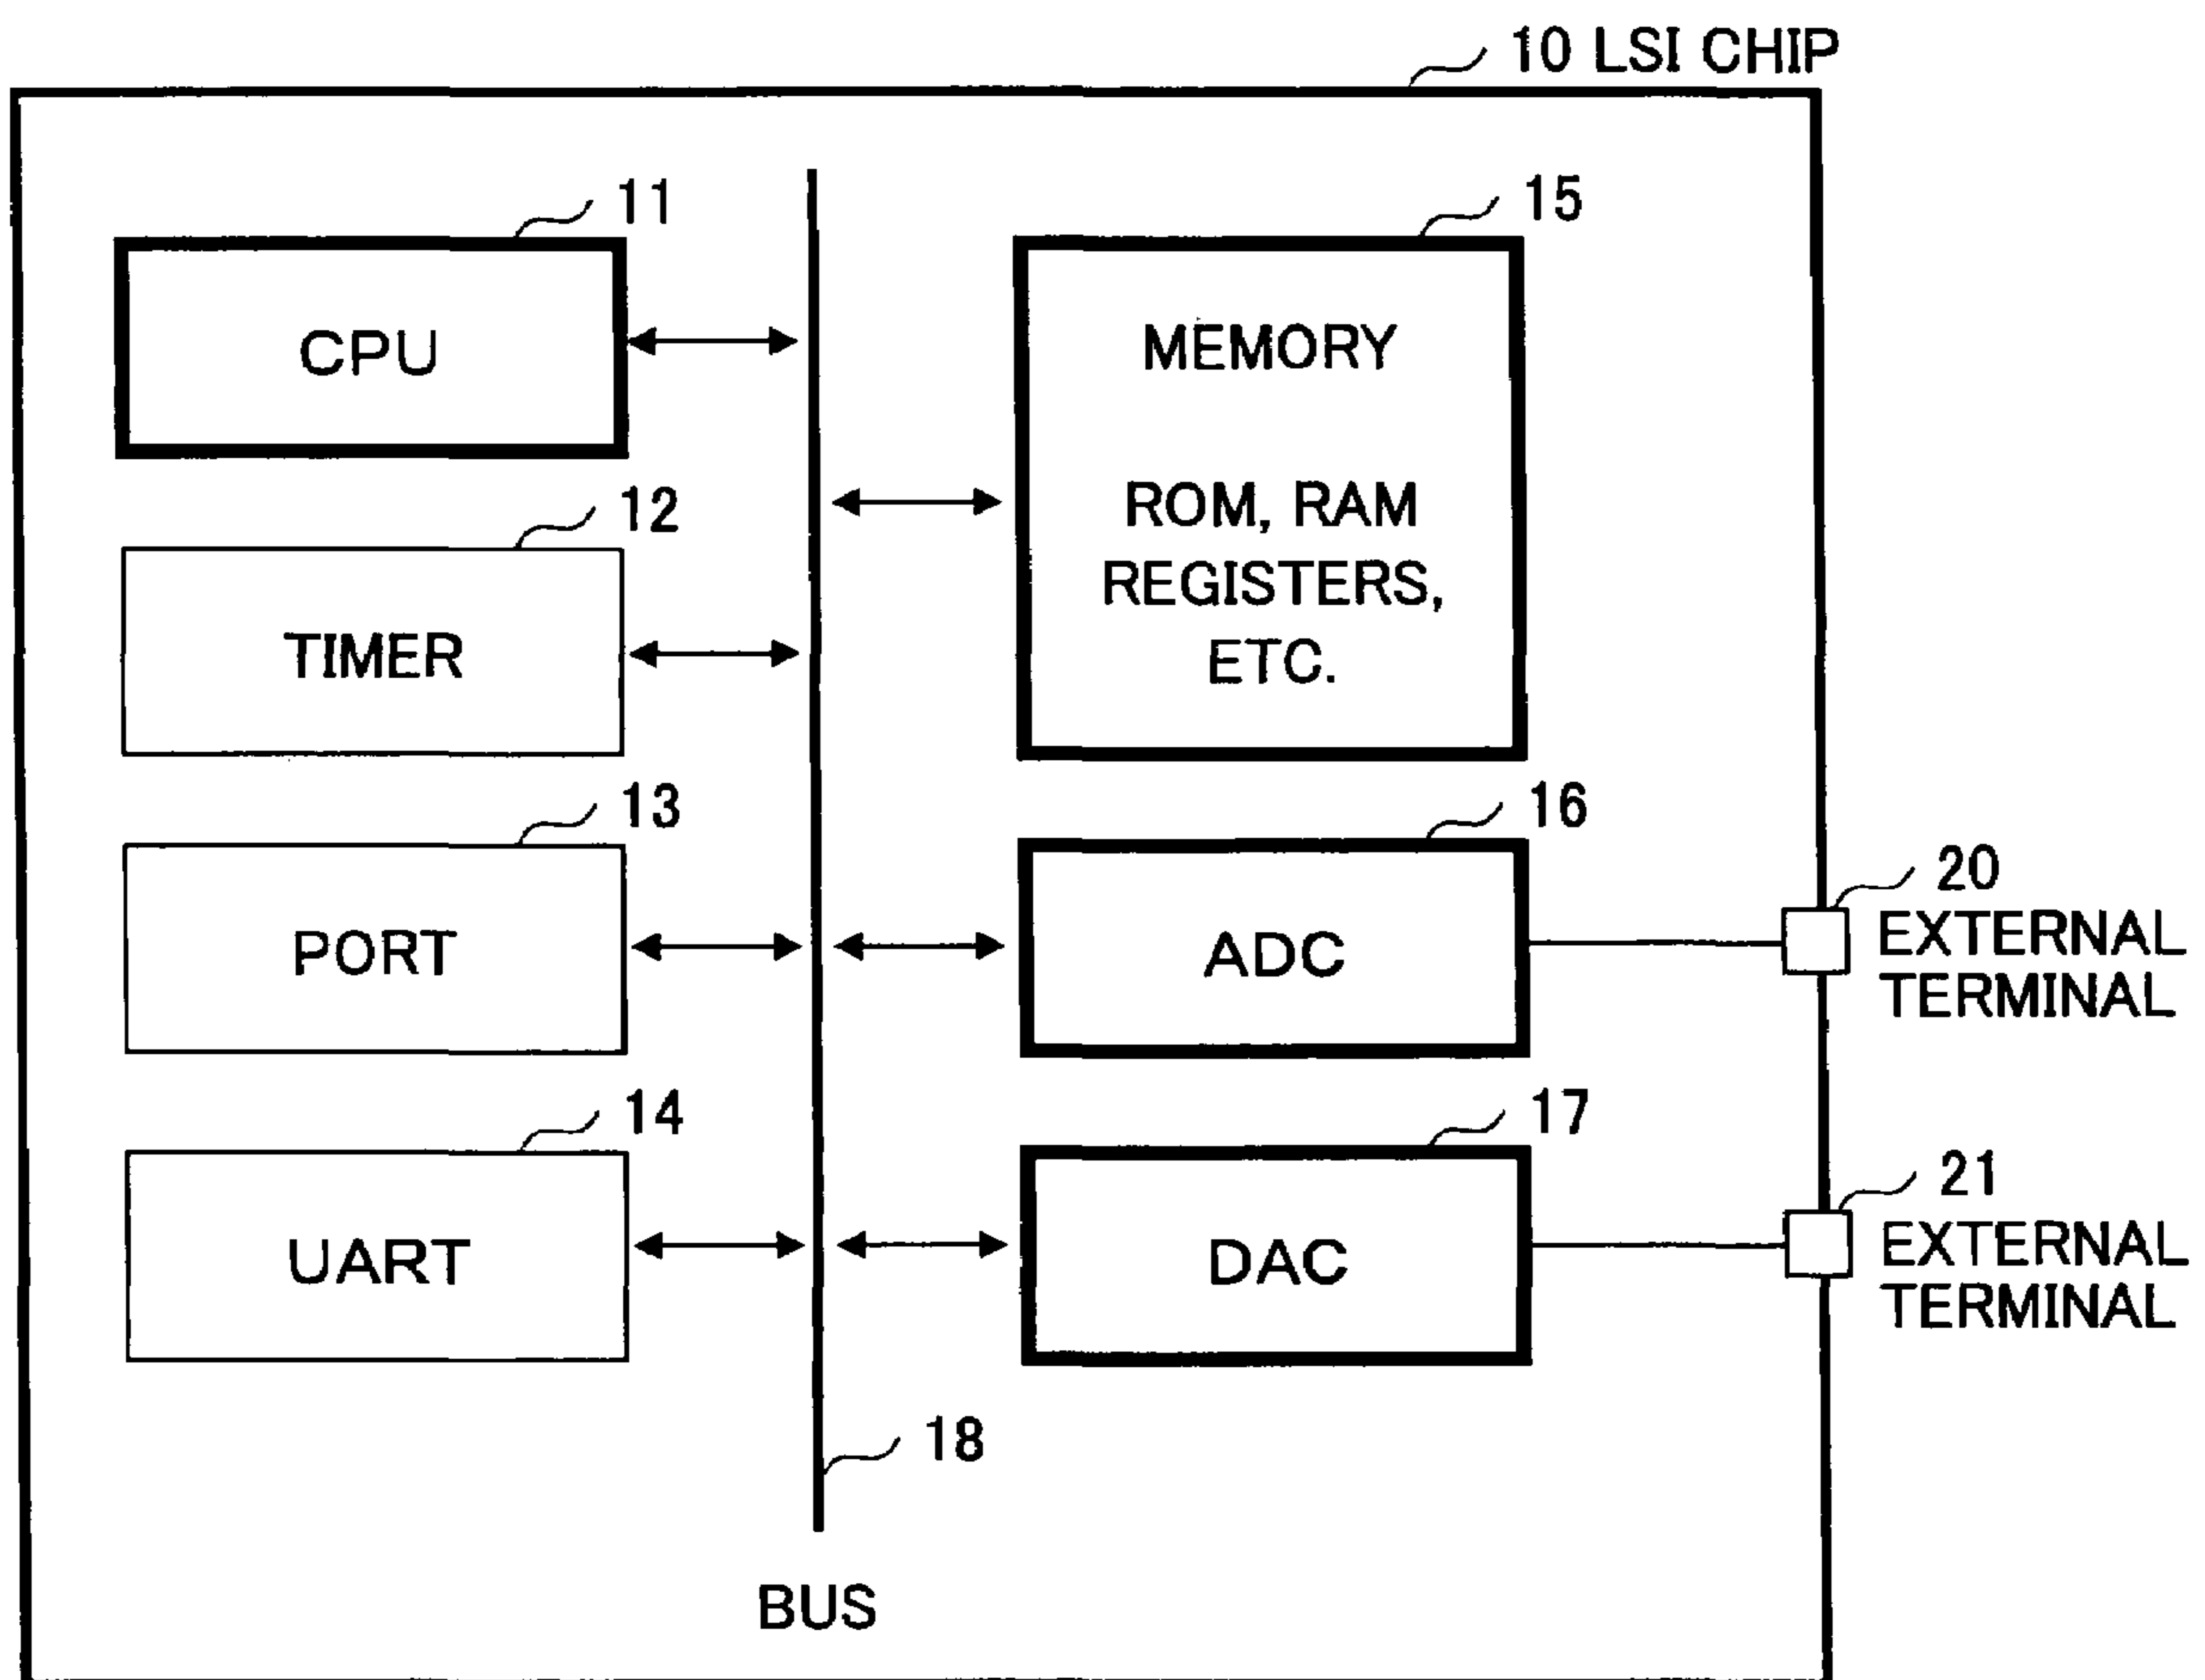 10 LSI CHIP
11
CPU
12
TIMER
13
PORT
14
UART
15
MEMORY
ROM, RAM
REGISTERS,
ETC.
16
ADC
17
DAC
18
BUS
20
EXTERNAL
TERMINAL
21
EXTERNAL
TERMINAL